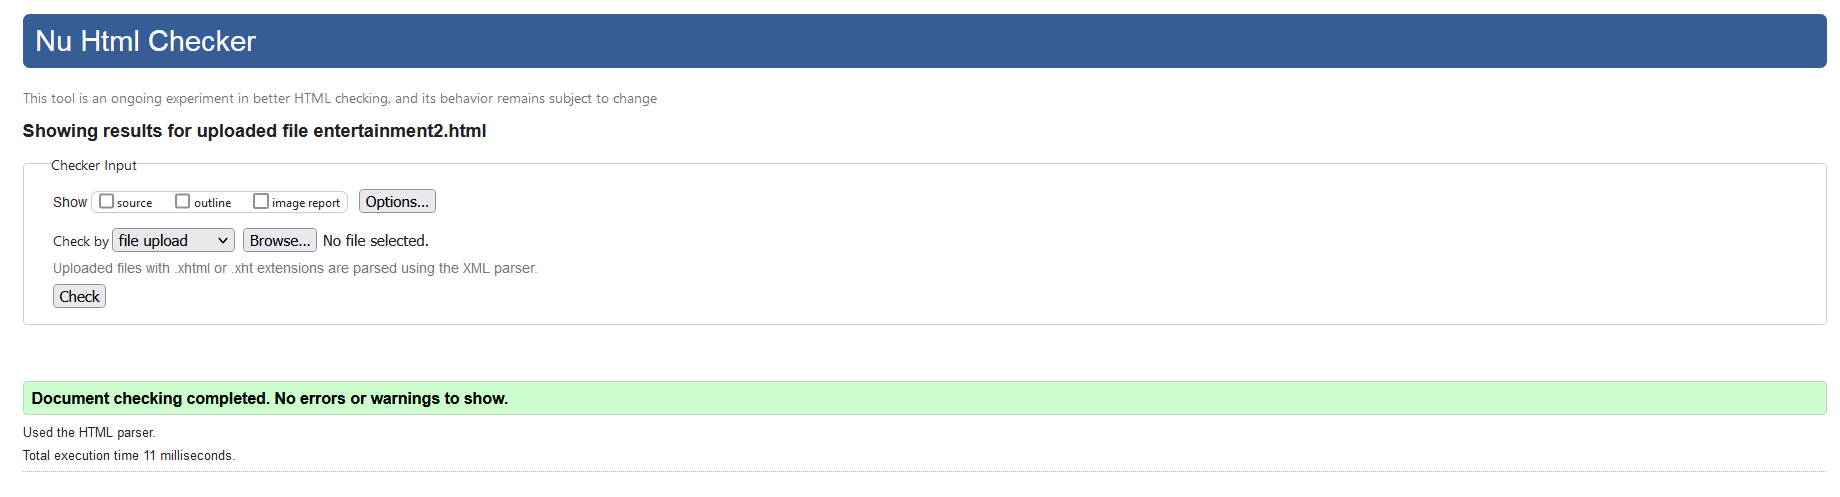 Nu Html Checker
This tool is an ongoing experiment in better HTML checking, and its behavior remains subject to change
Showing results for uploaded file entertainment2.html
Checker Input
Show source outline image report Options...
Check by file upload Browse... No file selected.
Uploaded files with .xhtml or .xht extensions are parsed using the XML parser.
Check
Document checking completed. No errors or warnings to show.
Used the HTML parser.
Total execution time 11 milliseconds.